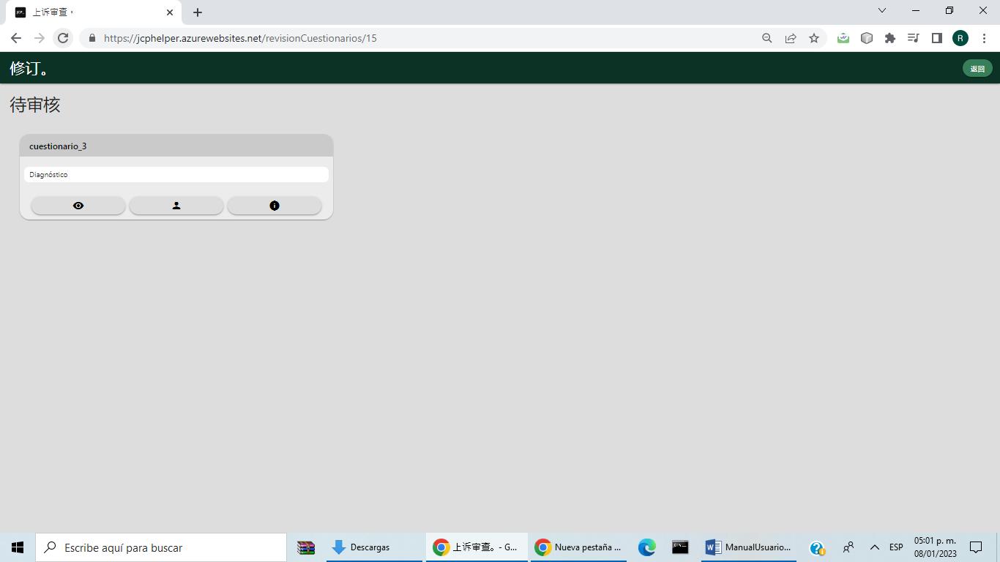 上诉审查。
https://jcphelper.azurewebsites.net/revisionCuestionarios/15
R
修订。
返回
待审核
cuestionario_3
Diagnóstico
Escribe aquí para buscar
Descargas
上诉审查。 - G...
Nueva pestaña ...
ManualUsuario...
ESP
05:01 p. m.
08/01/2023